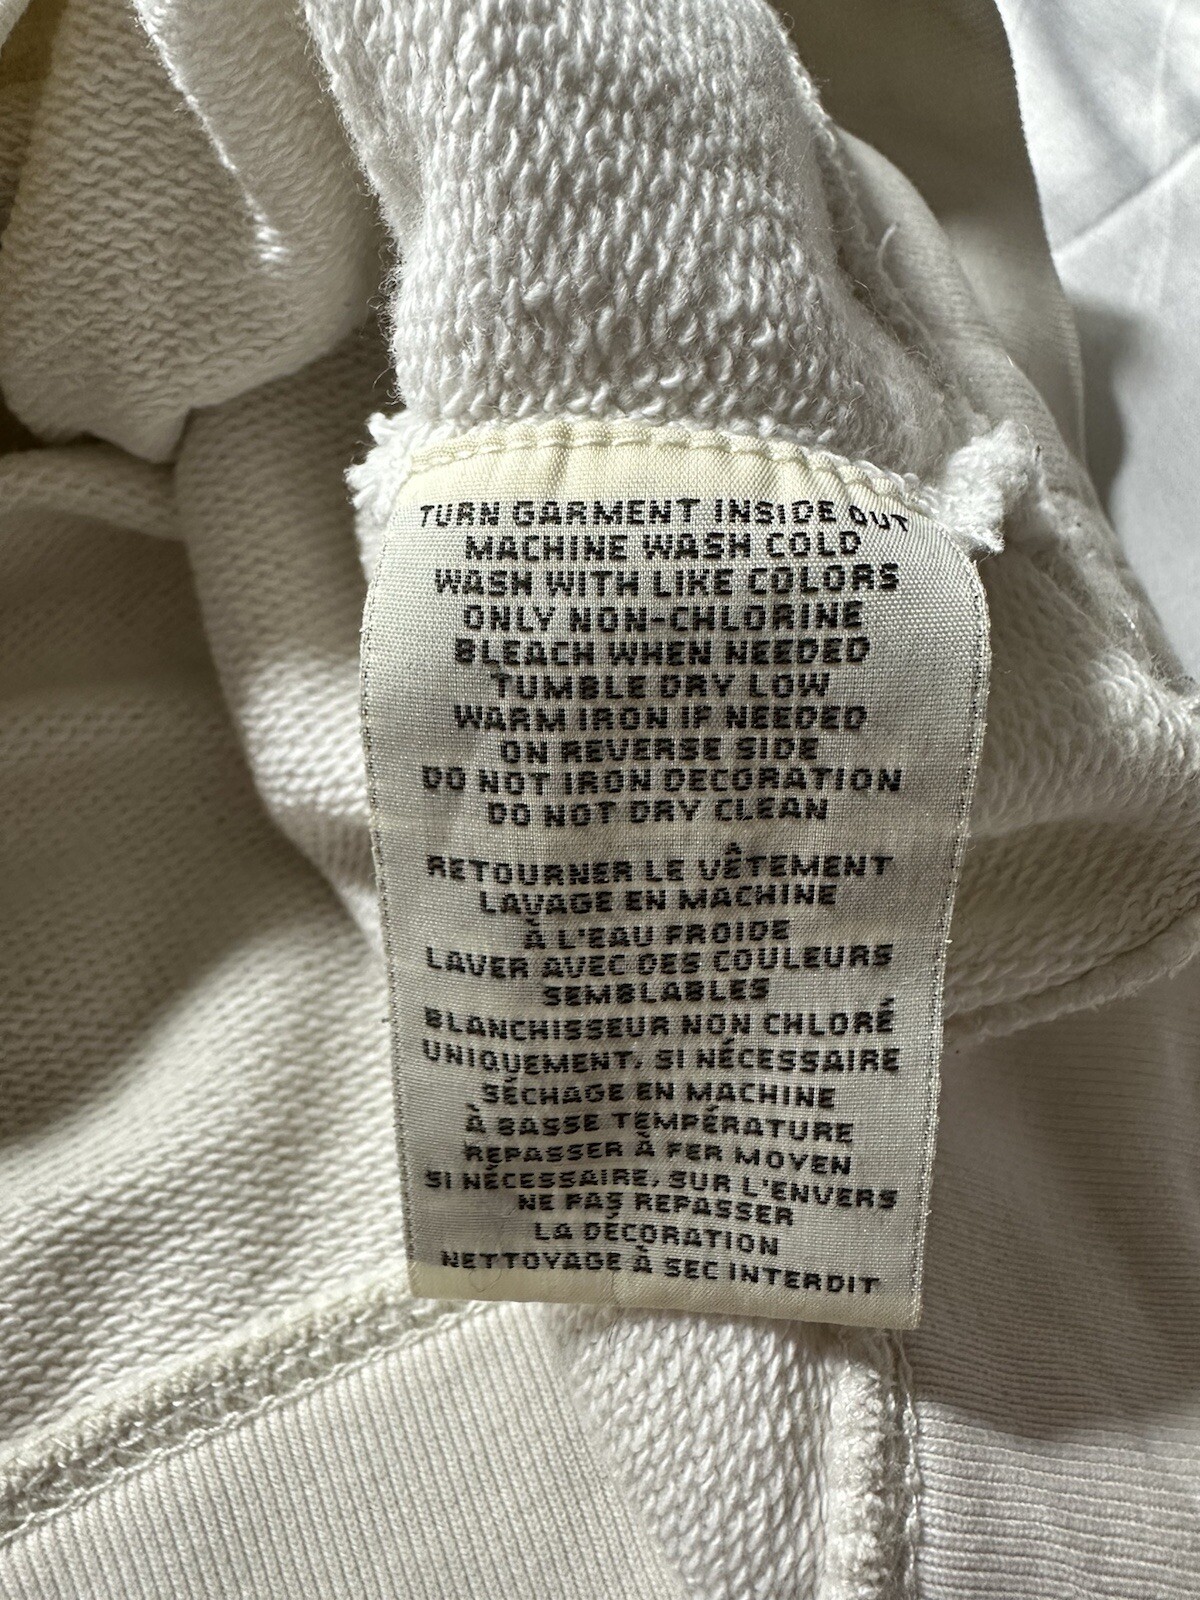 TURN GARMENT INSIDE OUT
MACHINE WASH COLD
WASH WITH LIKE COLORS
ONLY NON-CHLORINE
BLEACH WHEN NEEDED
TUMBLE DRY LOW
WARM IRON IF NEEDED
ON REVERSE SIDE
DO NOT IRON DECORATION
DO NOT DRY CLEAN
RETOURNER LE VÊTEMENT
LAVAGE EN MACHINE
À L'EAU FROIDE
LAVER AVEC DES COULEURS
SEMBLABLES
BLANCHISSEUR NON CHLORÉ
UNIQUEMENT, SI NÉCESSAIRE
SÉCHAGE EN MACHINE
À BASSE TEMPÉRATURE
REPASSER À FER MOYEN
SI NÉCESSAIRE, SUR L'ENVERS
NE PAS REPASSER
LA DÉCORATION
NETTOYAGE À SEC INTERDIT